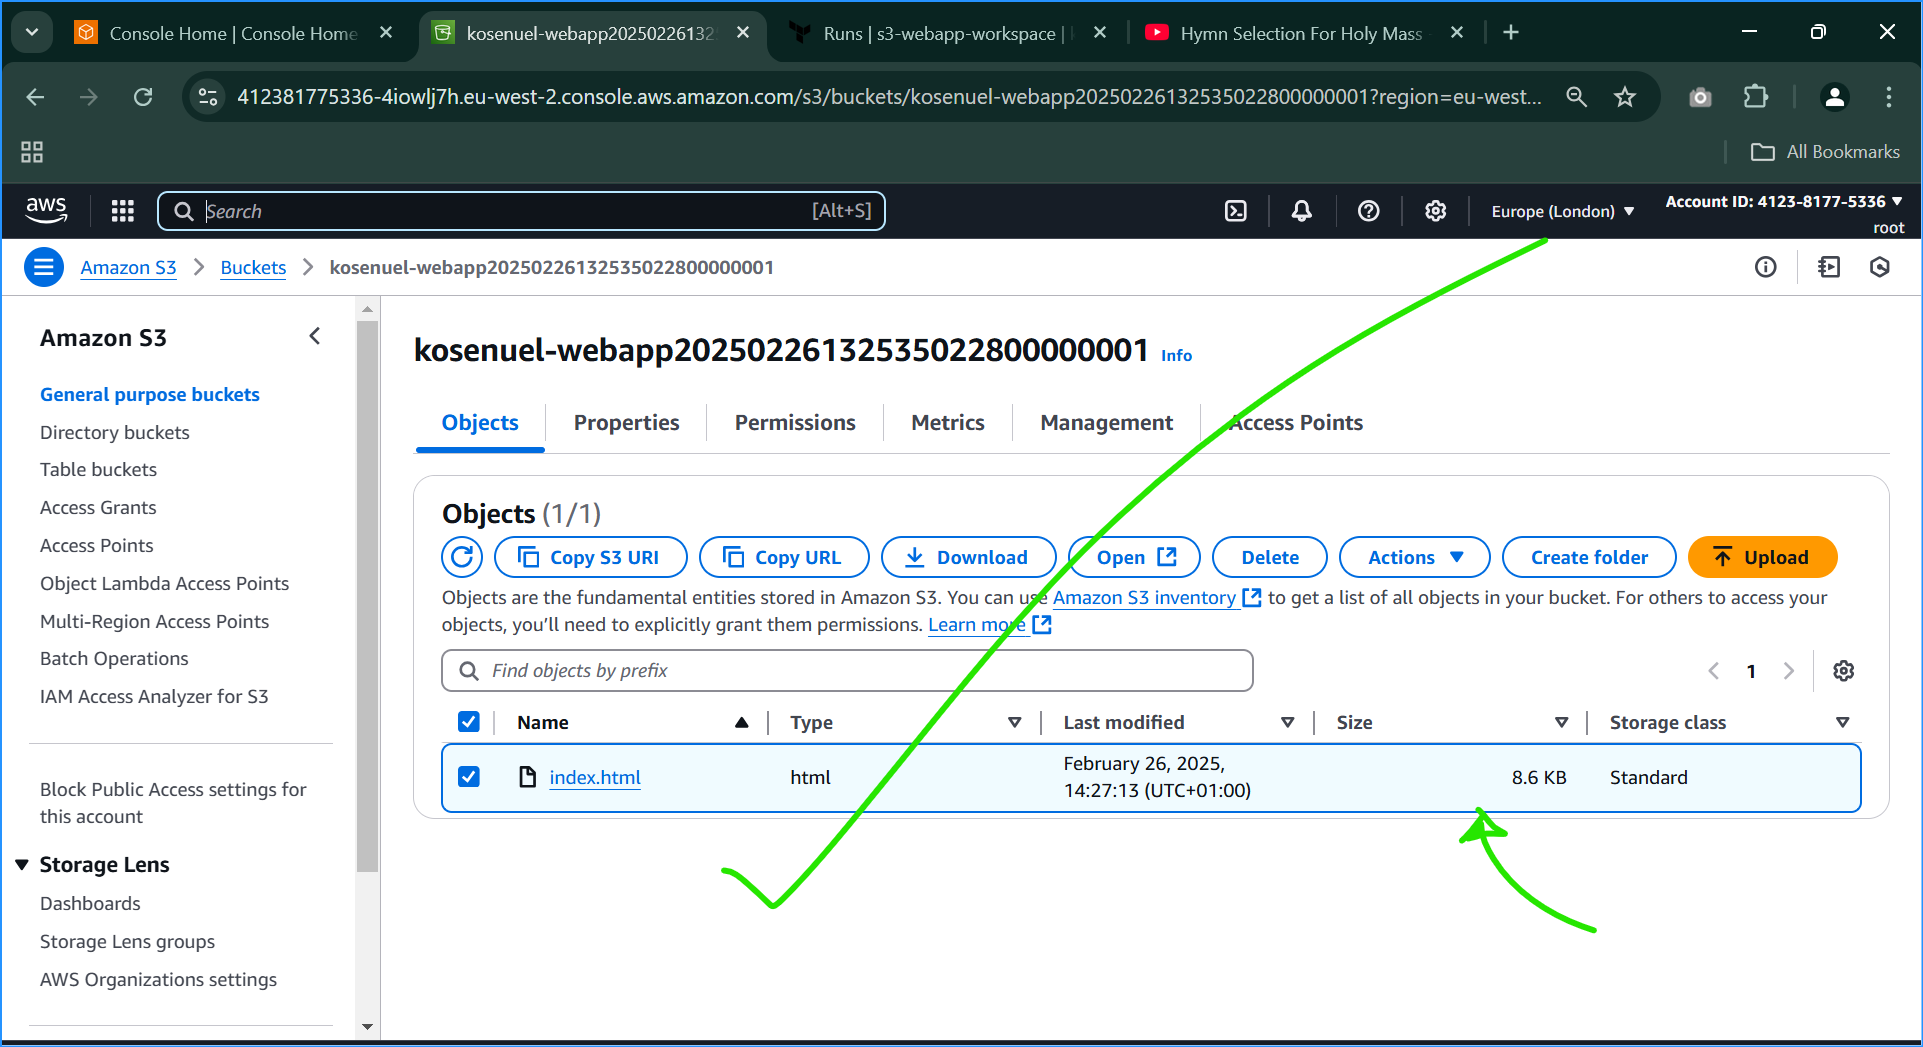 Console Home | Console Home
kosenuel-webapp20250226132
Runs | s3-webapp-workspace |
Hymn Selection For Holy Mass
412381775336-4iowlj7h.eu-west-2.console.aws.amazon.com/s3/buckets/kosenuel-webapp20250226132535022800000001?region=eu-west...
All Bookmarks
aws
Search
[Alt+S]
Europe (London)
Account ID: 4123-8177-5336
root
Amazon S3
Buckets
kosenuel-webapp20250226132535022800000001
Amazon S3
General purpose buckets
Directory buckets
Table buckets
Access Grants
Access Points
Object Lambda Access Points
Multi-Region Access Points
Batch Operations
IAM Access Analyzer for S3
Block Public Access settings for
this account
Storage Lens
Dashboards
Storage Lens groups
AWS Organizations settings
kosenuel-webapp20250226132535022800000001 Info
Objects
Properties
Permissions
Metrics
Management
Access Points
Objects (1/1)
Copy S3 URI
Copy URL
Download
Open
Delete
Actions
Create folder
Upload
Objects are the fundamental entities stored in Amazon S3. You can use Amazon S3 inventory to get a list of all objects in your bucket. For others to access your
objects, you'll need to explicitly grant them permissions. Learn more
Find objects by prefix
1
Name
Type
Last modified
Size
Storage class
index.html
html
February 26, 2025,
14:27:13 (UTC+01:00)
8.6 KB
Standard